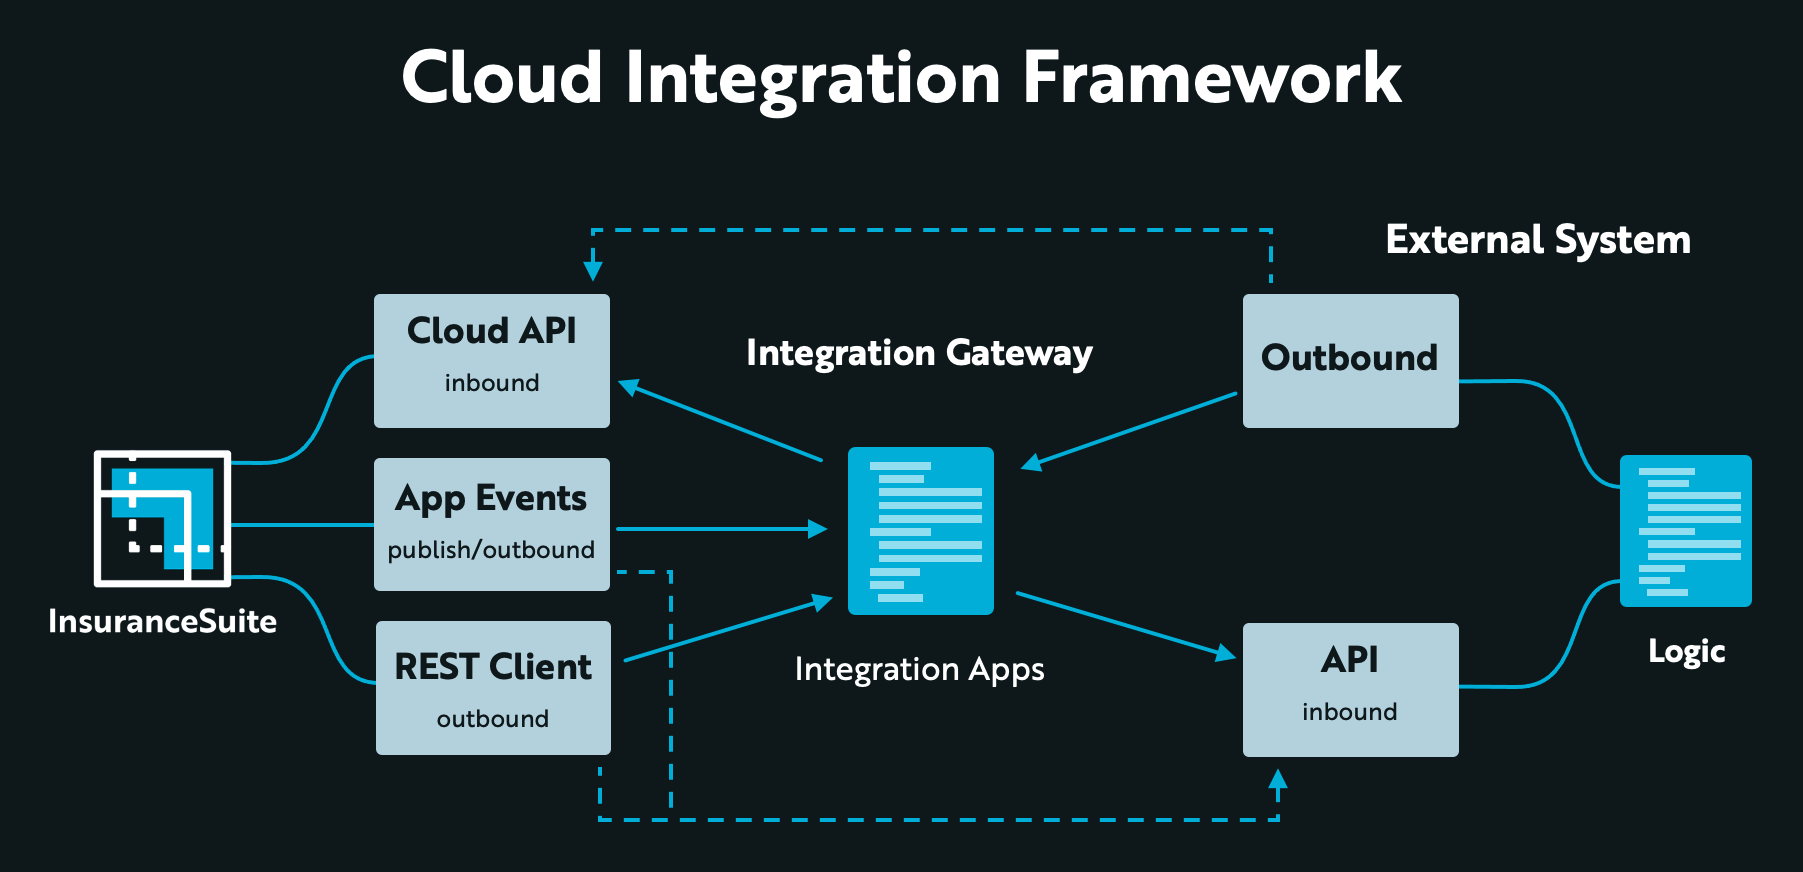 Cloud Integration Framework
External System
Cloud API
inbound
Integration Gateway
Outbound
App Events
publish/outbound
InsuranceSuite
REST Client
outbound
Integration Apps
API
inbound
Logic